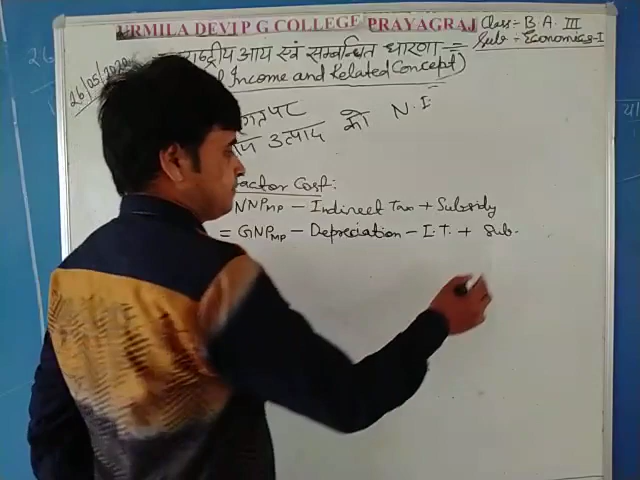 URMILA DEVI P G COLLEGE PRAYAGRAJ
Class:- B.A. III
Sub:- Economics-I
राष्ट्रीय आय एवं सम्बन्धित धारणा
Income and Related Concept)
26/05/2020
उत्पाद को N.I
Factor Cost:
NNPMP - Indirect Tax + Subsidy
= GNPMP - Depreciation - I.T. + Sub.